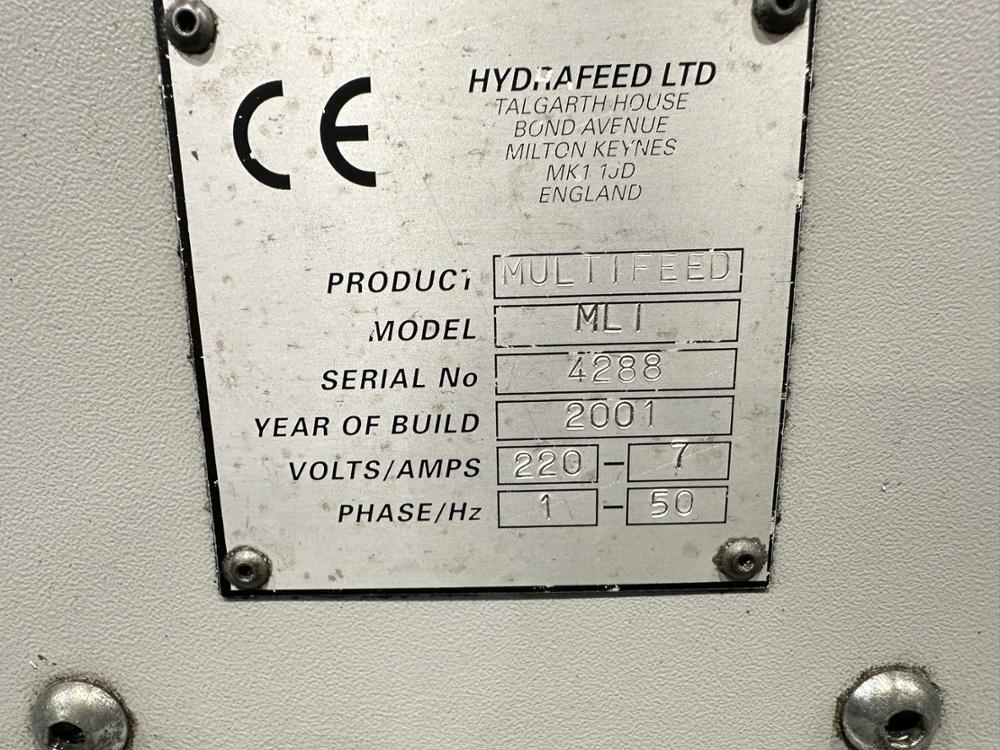 CE
HYDRAFEED LTD
TALGARTH HOUSE
BOND AVENUE
MILTON KEYNES
MK1 1JD
ENGLAND
PRODUCT MULTIFEED
MODEL ML1
SERIAL No 4288
YEAR OF BUILD 2001
VOLTS/AMPS 220 – 7
PHASE/Hz 1 – 50